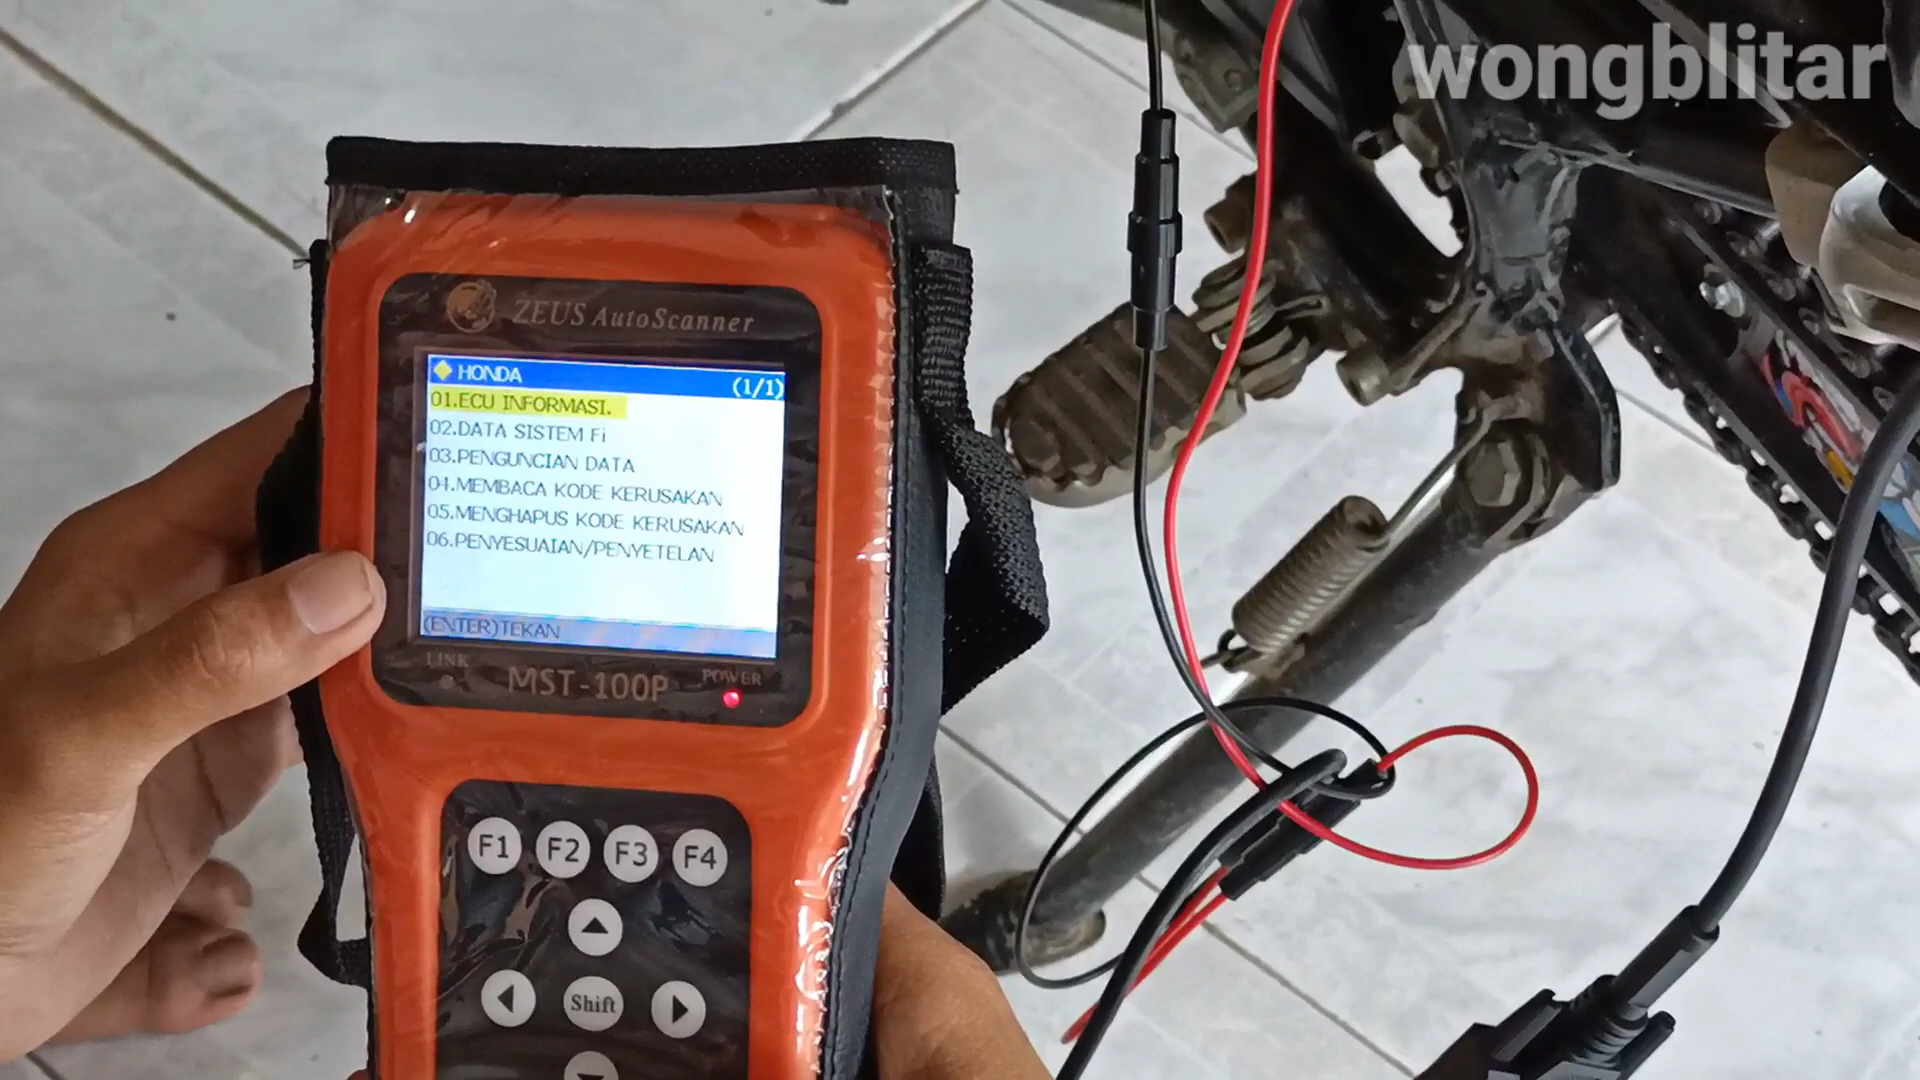 wongblitar
ZEUS AutoScanner
HONDA (1/1)
01.ECU INFORMASI.
02.DATA SISTEM Fi
03.PENGUNCIAN DATA
04.MEMBACA KODE KERUSAKAN
05.MENGHAPUS KODE KERUSAKAN
06.PENYESUAIAN/PENYETELAN
(ENTER)TEKAN
LINK MST-100P POWER
F1 F2 F3 F4
Shift